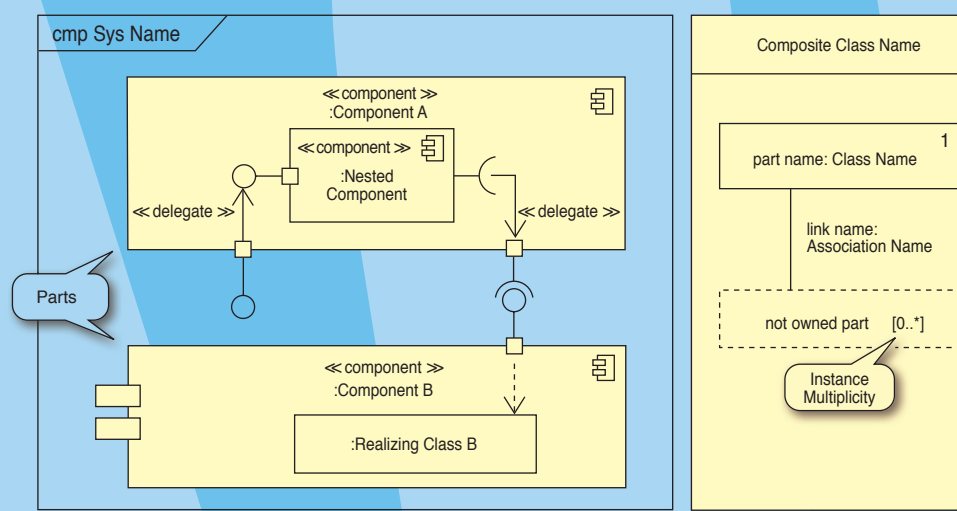 cmp Sys Name
≪component ≫
:Component A
≪component ≫
:Nested
Component
≪delegate ≫
≪delegate ≫
Parts
≪component ≫
:Component B
:Realizing Class B
Composite Class Name
1
part name: Class Name
link name:
Association Name
not owned part [0..*]
Instance
Multiplicity